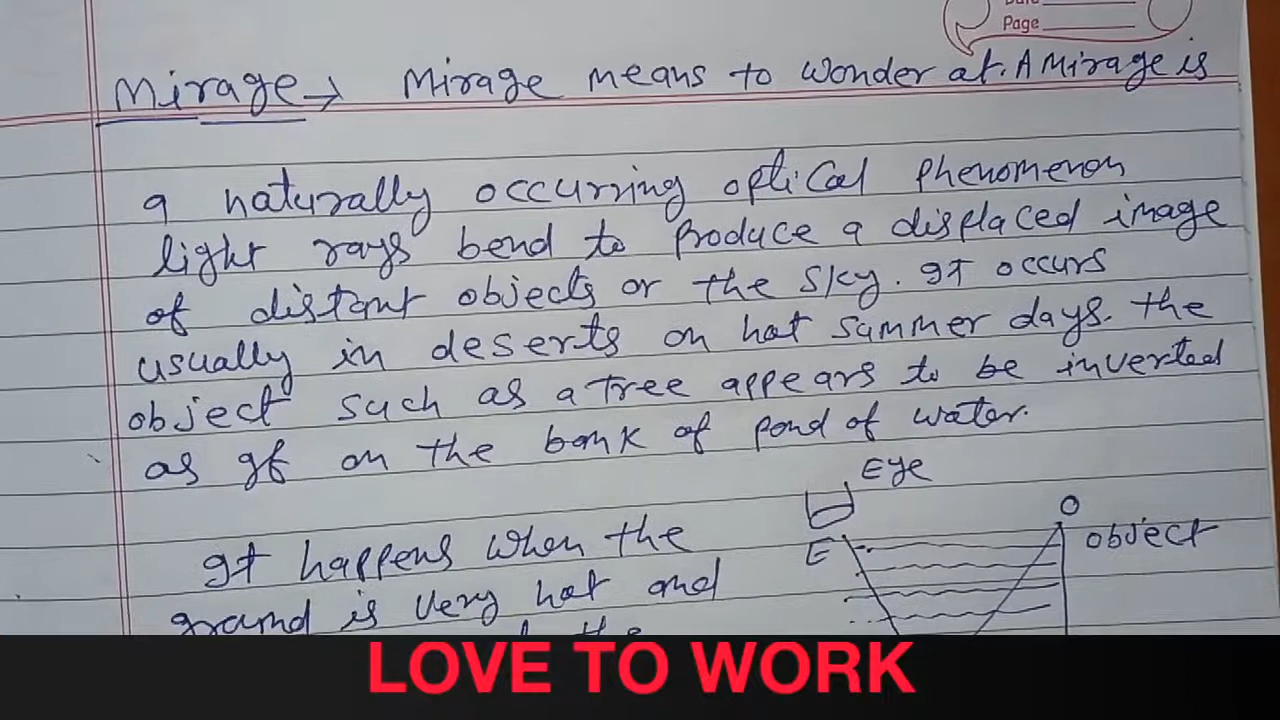 Page
Mirage → Mirage means to wonder at. A Mirage is
a naturally occurring optical phenomenon
light rays bend to produce a displaced image
of distant objects or the sky. It occurs
usually in deserts on hot summer days. the
object such as a tree appears to be inverted
as if on the bank of pond of water.
Eye
O
object
E
It happens when the
ground is very hot and
the
LOVE TO WORK